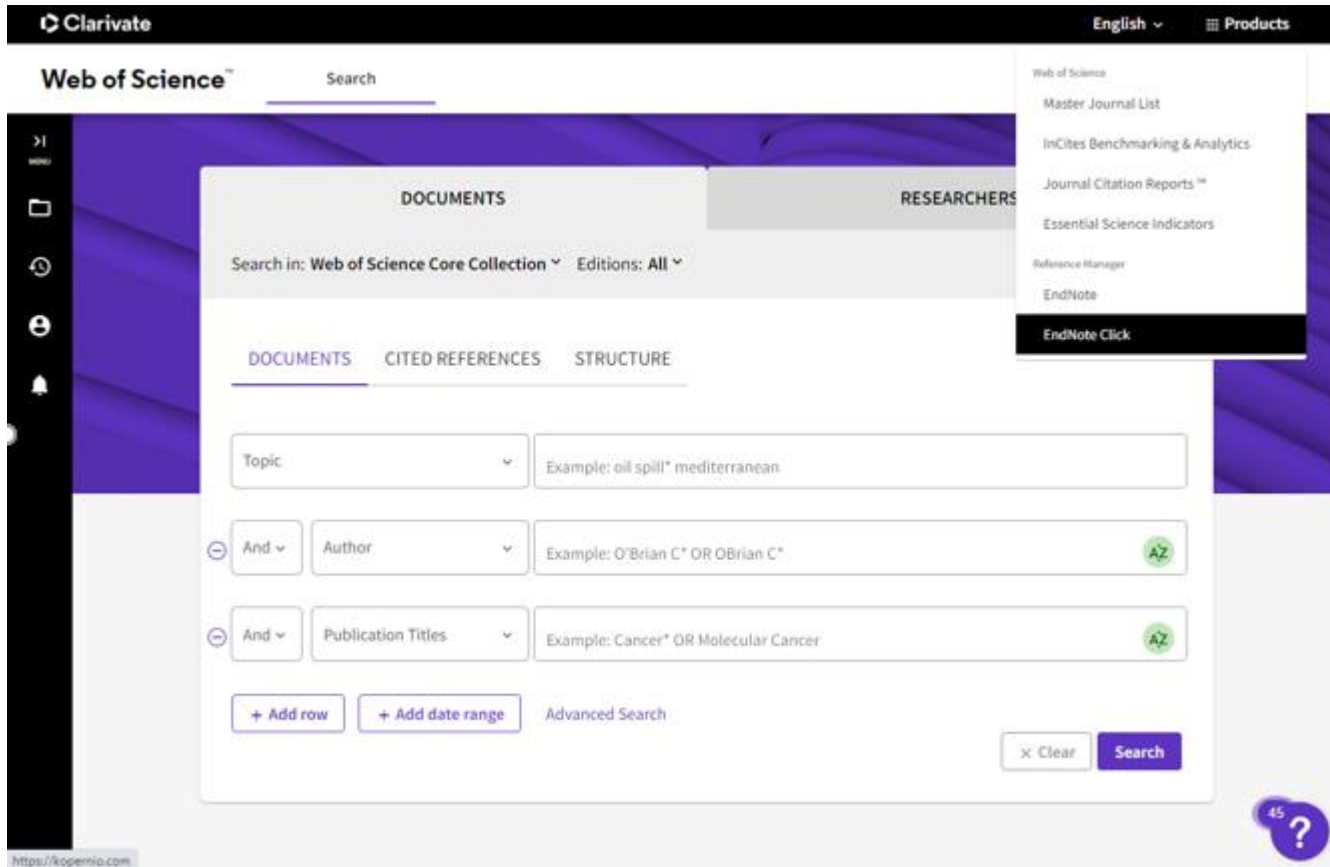 Clarivate
English
Products
Web of Science™
Search
Web of Science
Master Journal List
InCites Benchmarking & Analytics
Journal Citation Reports ™
Essential Science Indicators
Reference Manager
EndNote
EndNote Click
MENU
DOCUMENTS
RESEARCHERS
Search in: Web of Science Core Collection Editions: All
DOCUMENTS CITED REFERENCES STRUCTURE
Topic Example: oil spill* mediterranean
And Author Example: O'Brian C* OR OBrian C* AZ
And Publication Titles Example: Cancer* OR Molecular Cancer AZ
+ Add row + Add date range Advanced Search
× Clear Search
45 ?
https://kopernio.com